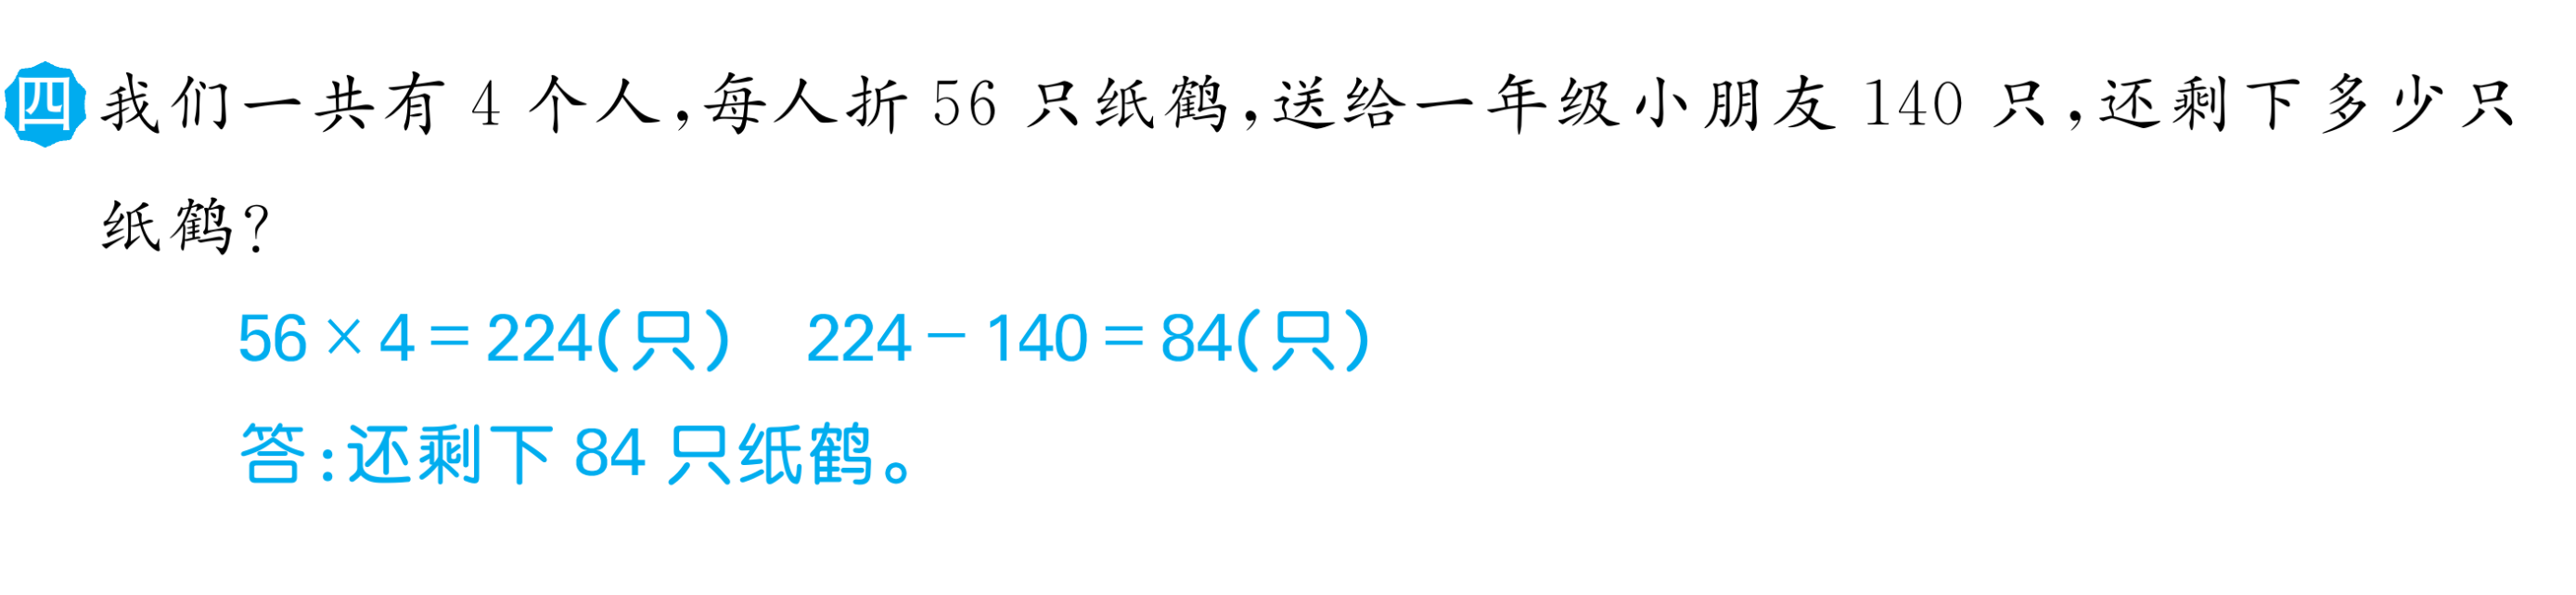 四 我们一共有 4 个人,每人折 56 只纸鹤,送给一年级小朋友 140 只,还剩下多少只
纸鹤?
56 × 4 = 224(只) 224 - 140 = 84(只)
答:还剩下 84 只纸鹤。